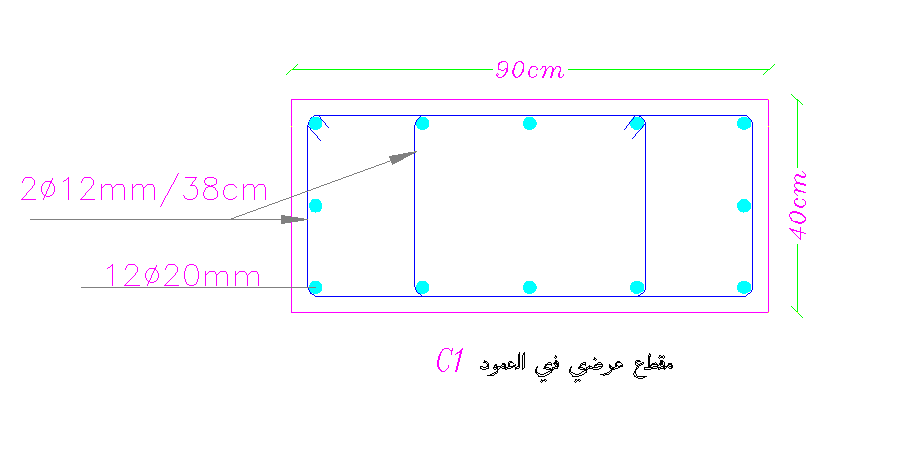 90cm
40cm
2ø12mm/38cm
12ø20mm
مقطع عرضي في العمود C1